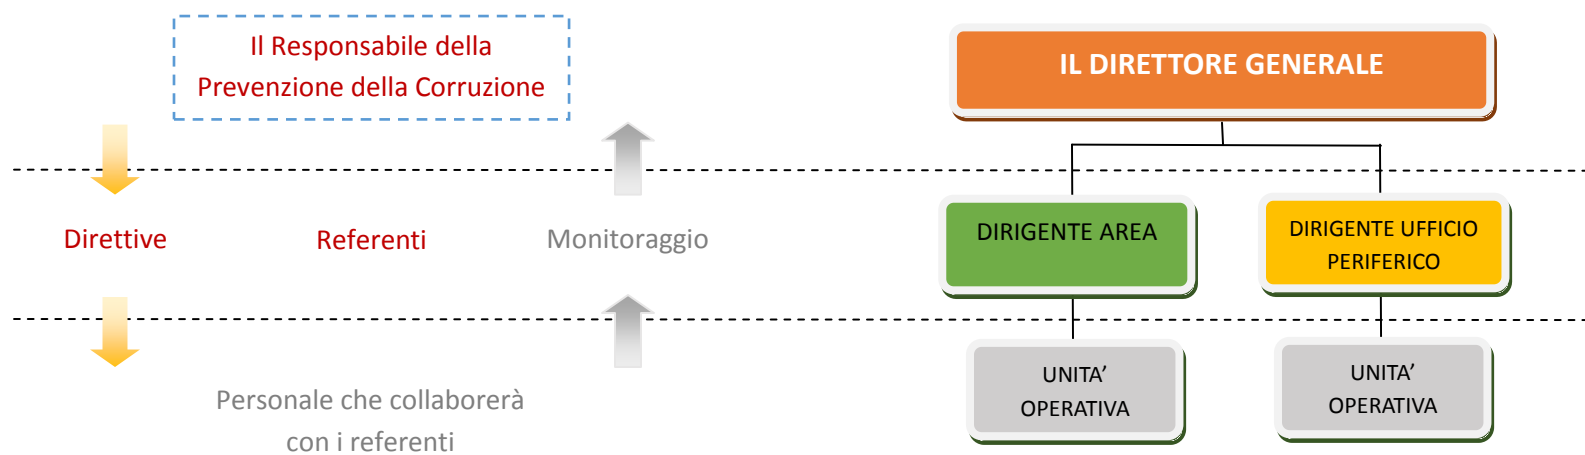 Il Responsabile della
Prevenzione della Corruzione
IL DIRETTORE GENERALE
Direttive
Referenti
Monitoraggio
DIRIGENTE AREA
DIRIGENTE UFFICIO
PERIFERICO
Personale che collaborerà
con i referenti
UNITA’
OPERATIVA
UNITA’
OPERATIVA